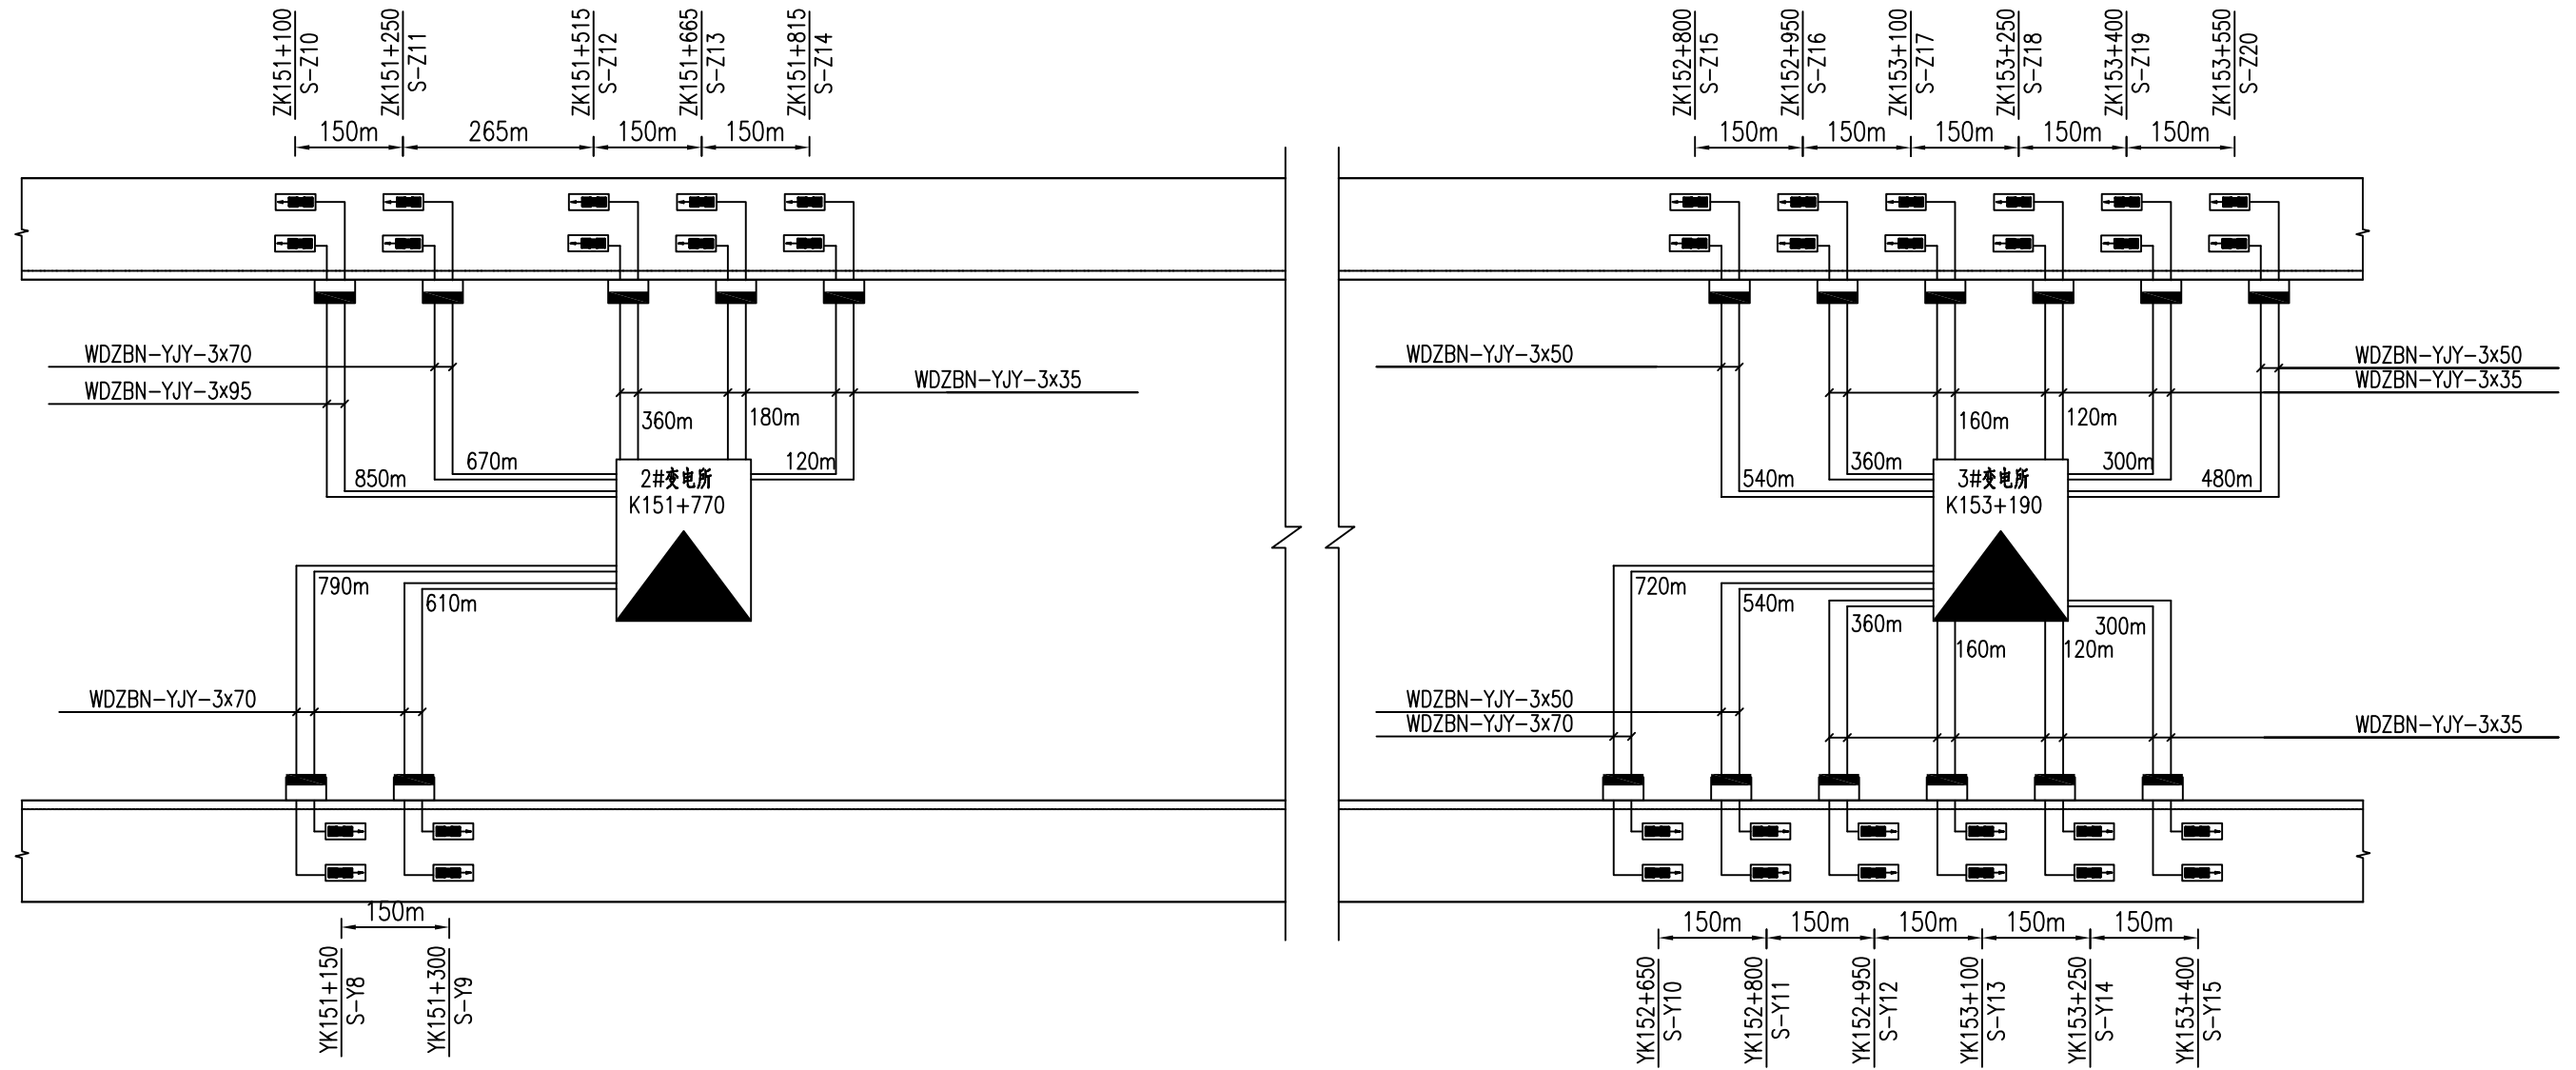 ZK151+100
S-Z10
ZK151+250
S-Z11
ZK151+515
S-Z12
ZK151+665
S-Z13
ZK151+815
S-Z14
ZK152+800
S-Z15
ZK152+950
S-Z16
ZK153+100
S-Z17
ZK153+250
S-Z18
ZK153+400
S-Z19
ZK153+550
S-Z20
150m
265m
150m
150m
150m
150m
150m
150m
150m
WDZBN-YJY-3x70
WDZBN-YJY-3x95
WDZBN-YJY-3x35
WDZBN-YJY-3x50
WDZBN-YJY-3x50
WDZBN-YJY-3x35
360m
180m
670m
120m
850m
2#变电所
K151+770
160m
120m
360m
300m
540m
480m
3#变电所
K153+190
790m
610m
720m
540m
360m
300m
160m
120m
WDZBN-YJY-3x70
WDZBN-YJY-3x50
WDZBN-YJY-3x70
WDZBN-YJY-3x35
150m
150m
150m
150m
150m
150m
YK151+150
S-Y8
YK151+300
S-Y9
YK152+650
S-Y10
YK152+800
S-Y11
YK152+950
S-Y12
YK153+100
S-Y13
YK153+250
S-Y14
YK153+400
S-Y15